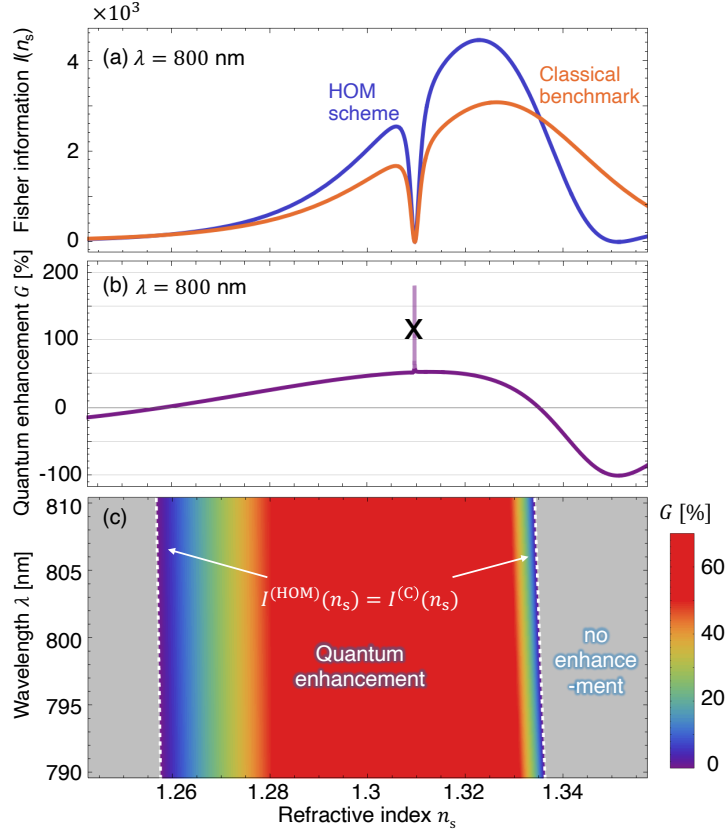 ×10³
Fisher information I(nₛ)
4
2
0
(a) λ = 800 nm
HOM
scheme
Classical
benchmark
Quantum enhancement G [%]
200
100
0
-100
(b) λ = 800 nm
X
Wavelength λ [nm]
810
805
800
795
790
(c)
I⁽ᴴᴼᴹ⁾(nₛ) = I⁽ᶜ⁾(nₛ)
Quantum
enhancement
no
enhance
-ment
G [%]
60
40
20
0
1.26 1.28 1.3 1.32 1.34
Refractive index nₛ